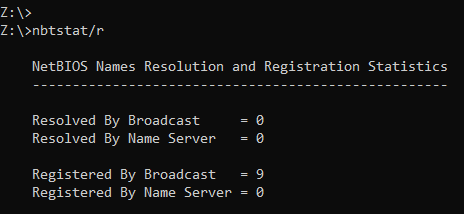 Z:\>
Z:\>nbtstat/r
NetBIOS Names Resolution and Registration Statistics
----------------------------------------------------
Resolved By Broadcast     = 0
Resolved By Name Server   = 0
Registered By Broadcast   = 9
Registered By Name Server = 0